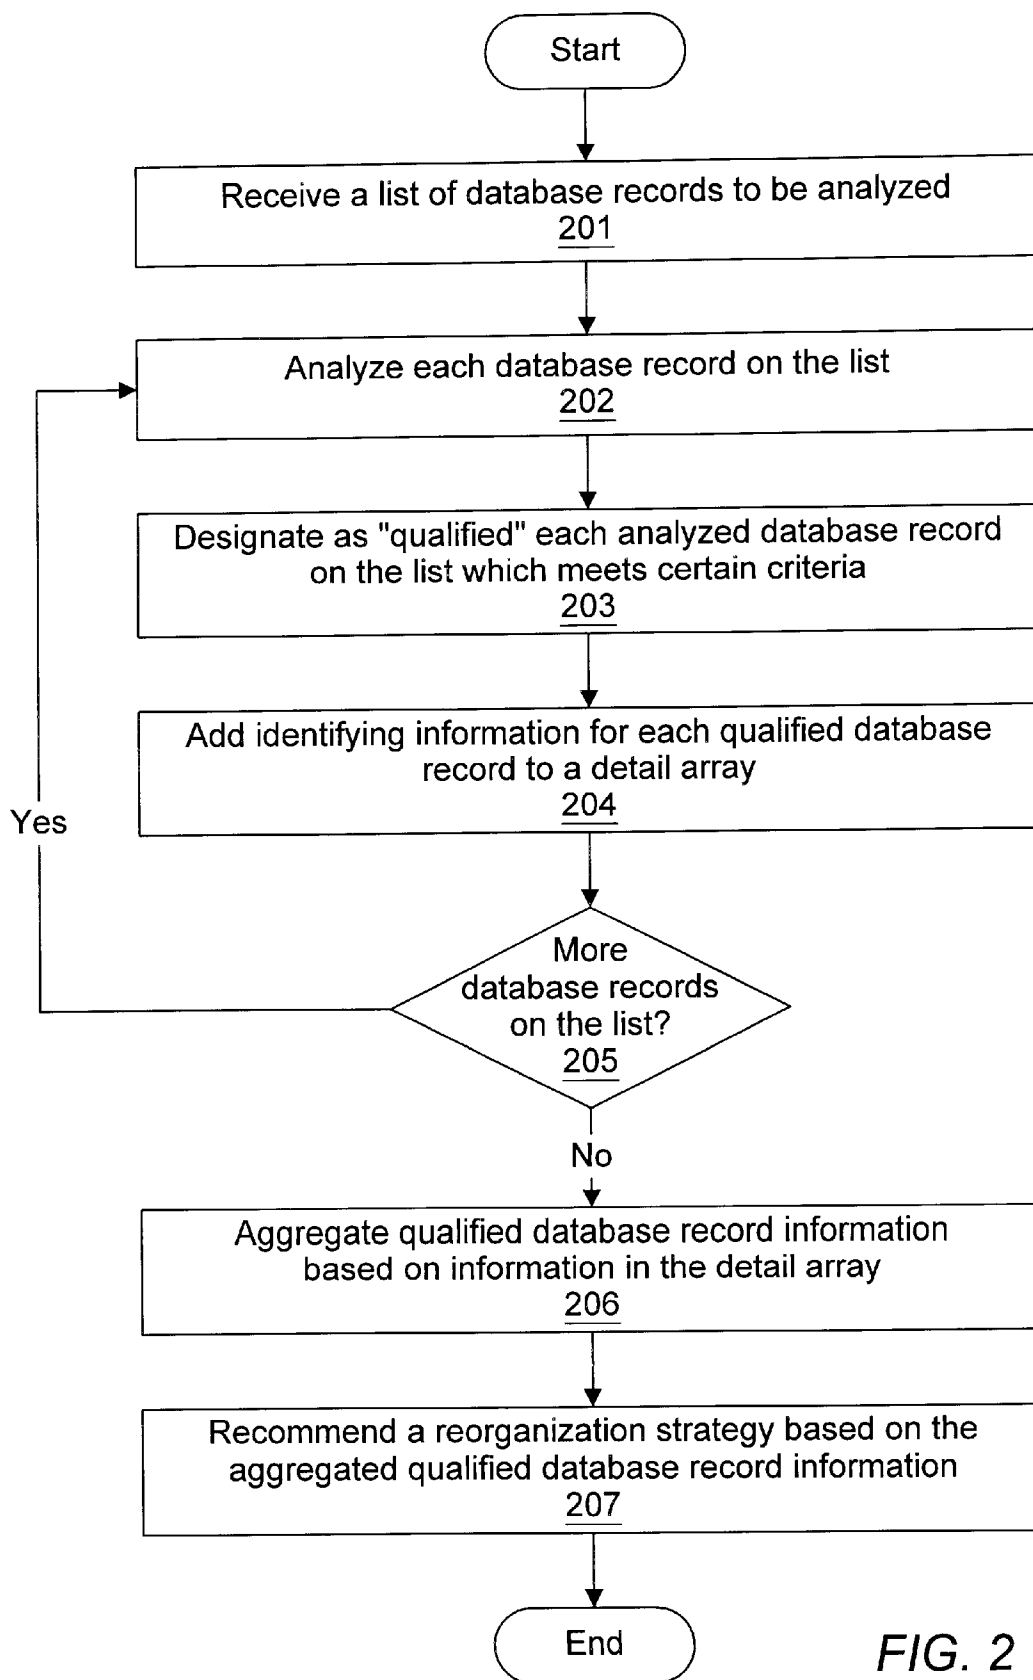 Start
Receive a list of database records to be analyzed
201
Analyze each database record on the list
202
Designate as "qualified" each analyzed database record
on the list which meets certain criteria
203
Add identifying information for each qualified database
record to a detail array
204
Yes
More
database records
on the list?
205
No
Aggregate qualified database record information
based on information in the detail array
206
Recommend a reorganization strategy based on the
aggregated qualified database record information
207
End
FIG. 2